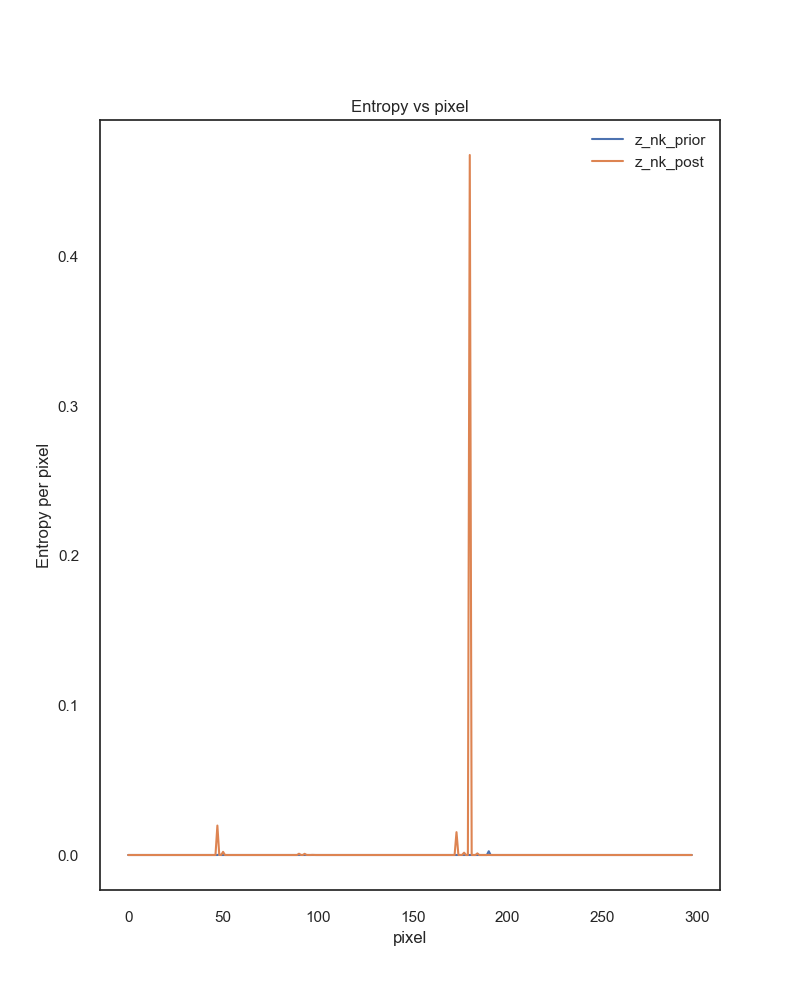 Entropy vs pixel
z_nk_prior
z_nk_post
Entropy per pixel
0.4
0.3
0.2
0.1
0.0
0 50 100 150 200 250 300
pixel